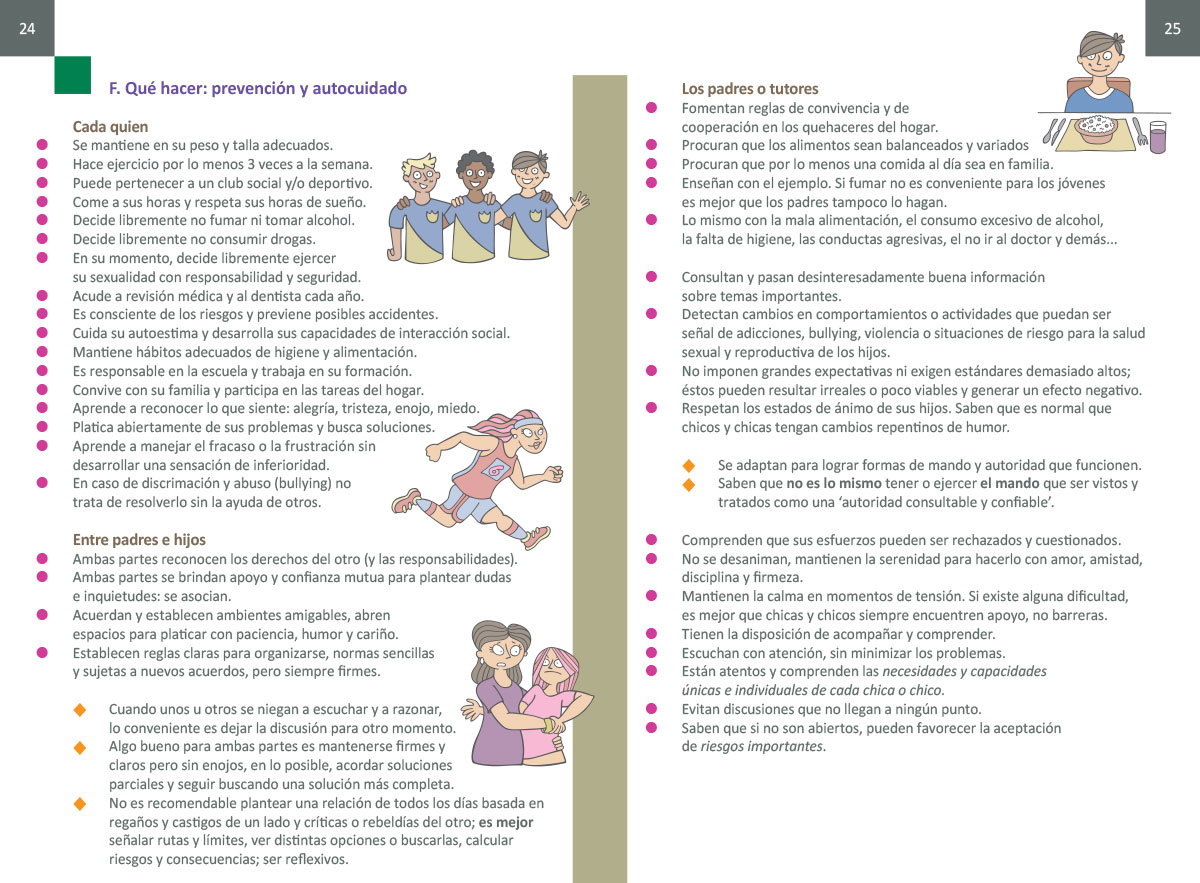 24
F. Qué hacer: prevención y autocuidado
Cada quien
Se mantiene en su peso y talla adecuados.
Hace ejercicio por lo menos 3 veces a la semana.
Puede pertenecer a un club social y/o deportivo.
Come a sus horas y respeta sus horas de sueño.
Decide libremente no fumar ni tomar alcohol.
Decide libremente no consumir drogas.
En su momento, decide libremente ejercer
su sexualidad con responsabilidad y seguridad.
Acude a revisión médica y al dentista cada año.
Es consciente de los riesgos y previene posibles accidentes.
Cuida su autoestima y desarrolla sus capacidades de interacción social.
Mantiene hábitos adecuados de higiene y alimentación.
Es responsable en la escuela y trabaja en su formación.
Convive con su familia y participa en las tareas del hogar.
Aprende a reconocer lo que siente: alegría, tristeza, enojo, miedo.
Platica abiertamente de sus problemas y busca soluciones.
Aprende a manejar el fracaso o la frustración sin
desarrollar una sensación de inferioridad.
En caso de discrimación y abuso (bullying) no
trata de resolverlo sin la ayuda de otros.
Entre padres e hijos
Ambas partes reconocen los derechos del otro (y las responsabilidades).
Ambas partes se brindan apoyo y confianza mutua para plantear dudas
e inquietudes: se asocian.
Acuerdan y establecen ambientes amigables, abren
espacios para platicar con paciencia, humor y cariño.
Establecen reglas claras para organizarse, normas sencillas
y sujetas a nuevos acuerdos, pero siempre firmes.
Cuando unos u otros se niegan a escuchar y a razonar,
lo conveniente es dejar la discusión para otro momento.
Algo bueno para ambas partes es mantenerse firmes y
claros pero sin enojos, en lo posible, acordar soluciones
parciales y seguir buscando una solución más completa.
No es recomendable plantear una relación de todos los días basada en
regaños y castigos de un lado y críticas o rebeldías del otro; es mejor
señalar rutas y límites, ver distintas opciones o buscarlas, calcular
riesgos y consecuencias; ser reflexivos.
25
Los padres o tutores
Fomentan reglas de convivencia y de
cooperación en los quehaceres del hogar.
Procuran que los alimentos sean balanceados y variados
Procuran que por lo menos una comida al día sea en familia.
Enseñan con el ejemplo. Si fumar no es conveniente para los jóvenes
es mejor que los padres tampoco lo hagan.
Lo mismo con la mala alimentación, el consumo excesivo de alcohol,
la falta de higiene, las conductas agresivas, el no ir al doctor y demás...
Consultan y pasan desinteresadamente buena información
sobre temas importantes.
Detectan cambios en comportamientos o actividades que puedan ser
señal de adicciones, bullying, violencia o situaciones de riesgo para la salud
sexual y reproductiva de los hijos.
No imponen grandes expectativas ni exigen estándares demasiado altos;
éstos pueden resultar irreales o poco viables y generar un efecto negativo.
Respetan los estados de ánimo de sus hijos. Saben que es normal que
chicos y chicas tengan cambios repentinos de humor.
Se adaptan para lograr formas de mando y autoridad que funcionen.
Saben que no es lo mismo tener o ejercer el mando que ser vistos y
tratados como una ‘autoridad consultable y confiable’.
Comprenden que sus esfuerzos pueden ser rechazados y cuestionados.
No se desaniman, mantienen la serenidad para hacerlo con amor, amistad,
disciplina y firmeza.
Mantienen la calma en momentos de tensión. Si existe alguna dificultad,
es mejor que chicas y chicos siempre encuentren apoyo, no barreras.
Tienen la disposición de acompañar y comprender.
Escuchan con atención, sin minimizar los problemas.
Están atentos y comprenden las necesidades y capacidades
únicas e individuales de cada chica o chico.
Evitan discusiones que no llegan a ningún punto.
Saben que si no son abiertos, pueden favorecer la aceptación
de riesgos importantes.